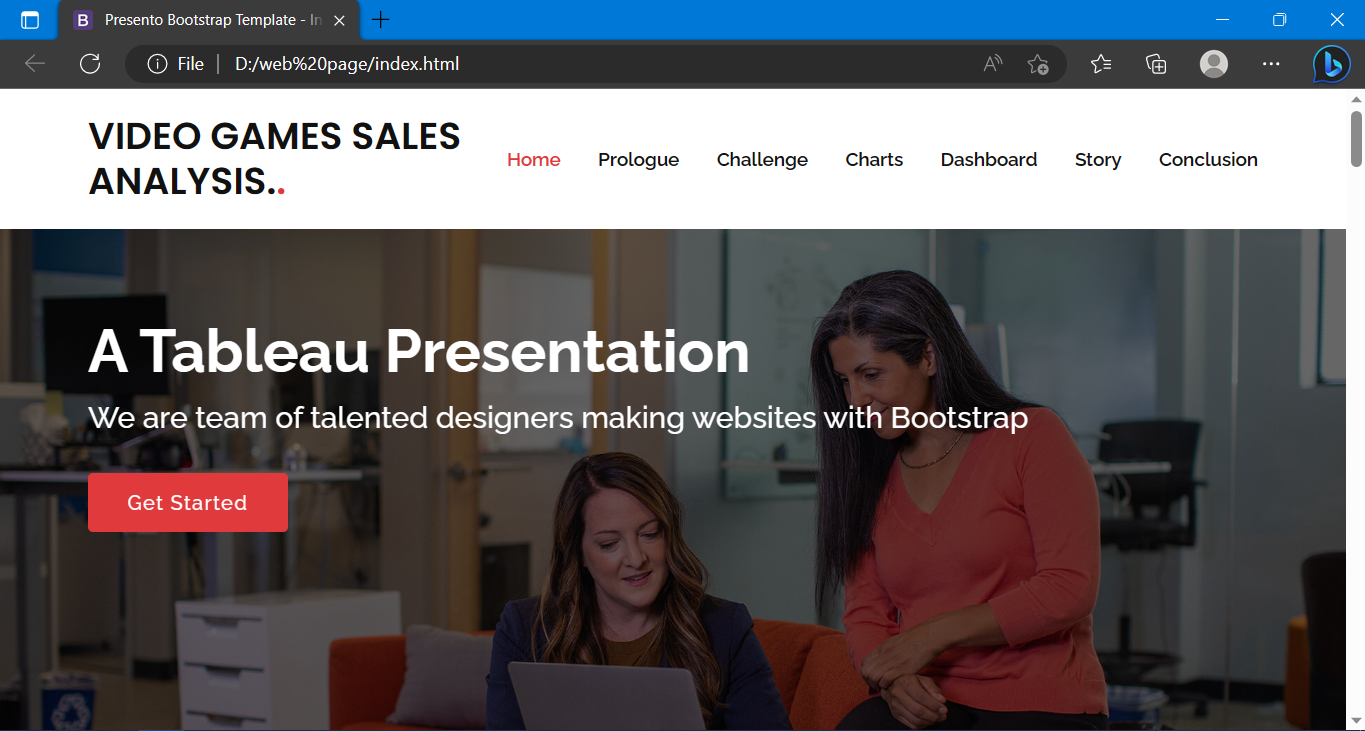 Presento Bootstrap Template - In
File
D:/web%20page/index.html
VIDEO GAMES SALES
ANALYSIS..
Home Prologue Challenge Charts Dashboard Story Conclusion
A Tableau Presentation
We are team of talented designers making websites with Bootstrap
Get Started